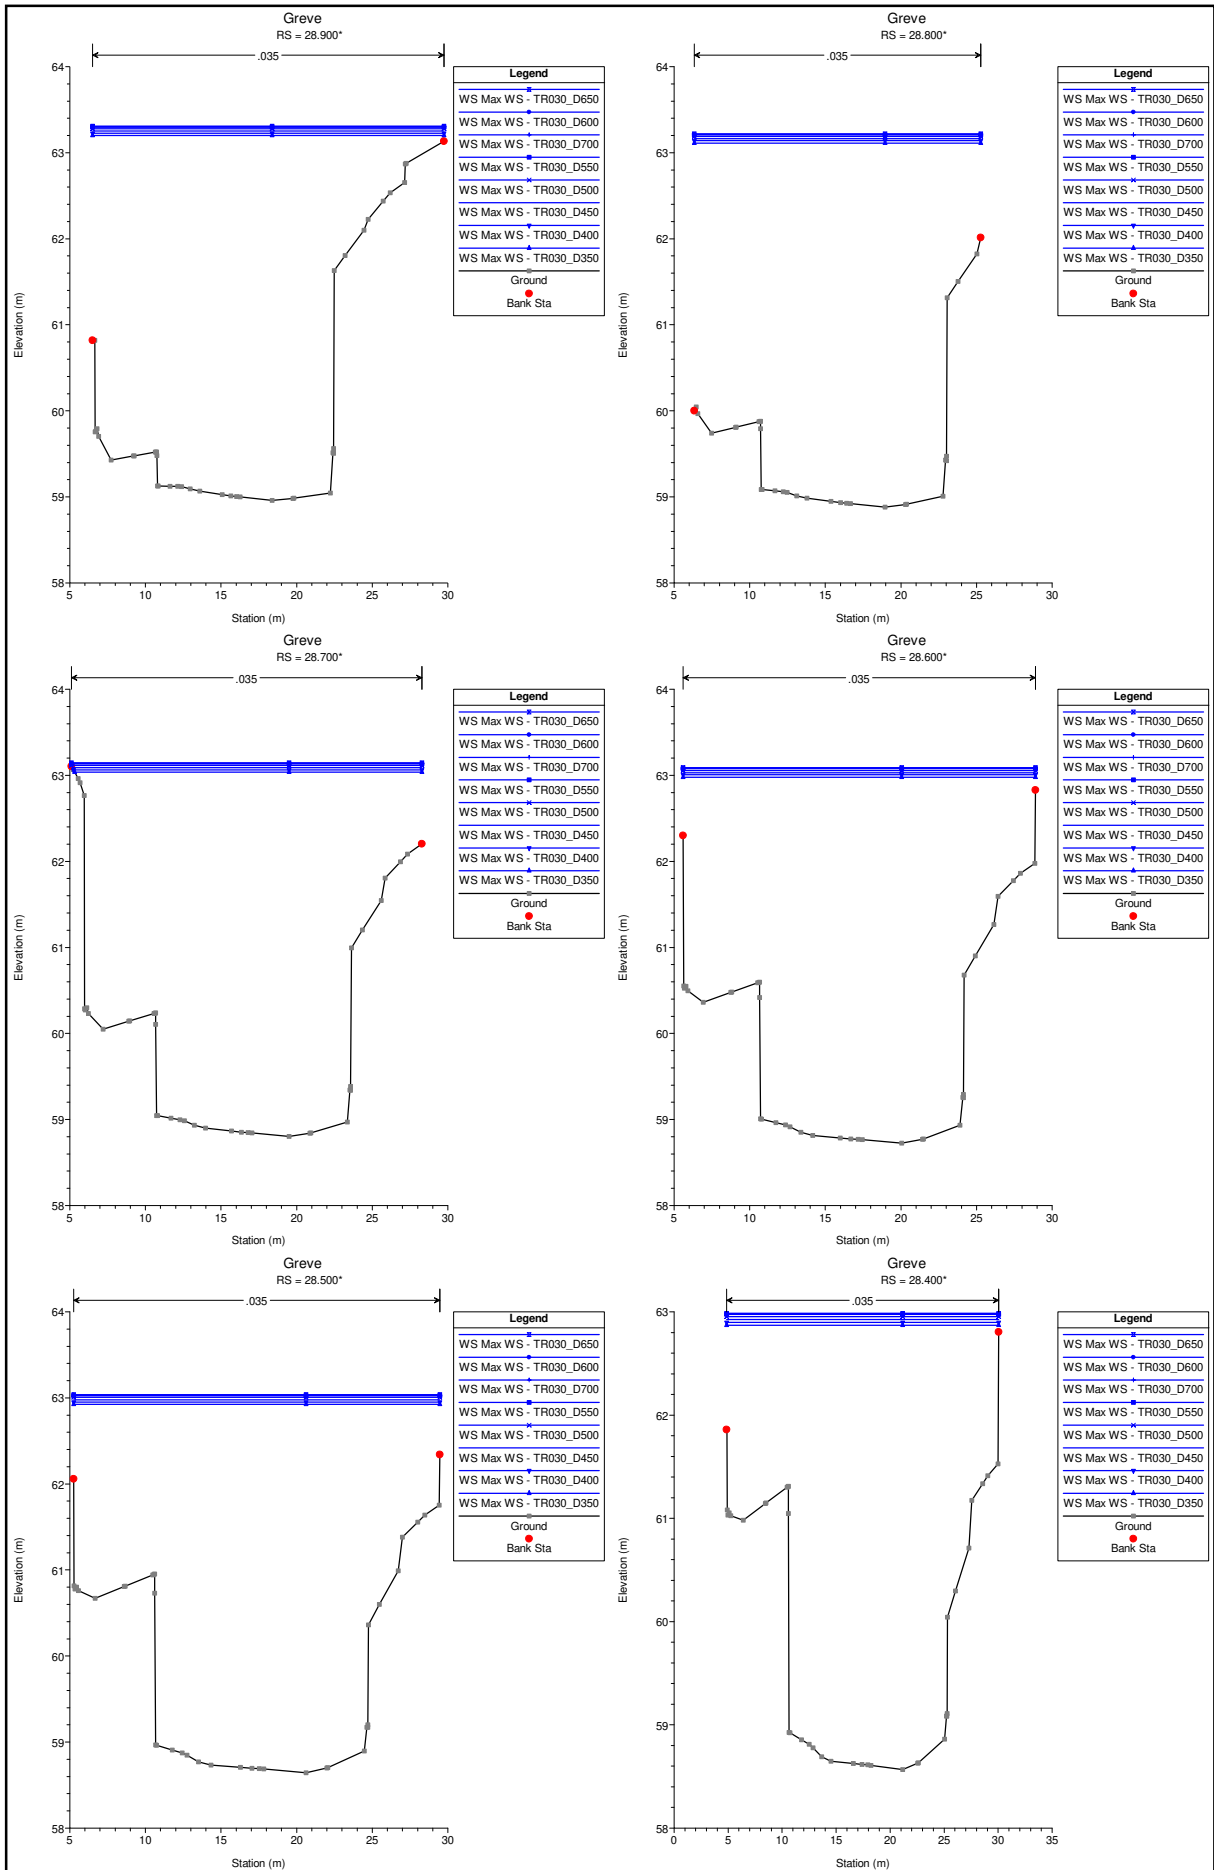 Greve
RS = 28.900*
.035
64
63
62
61
60
59
58
Elevation (m)
5 10 15 20 25 30
Station (m)
Legend
WS Max WS - TR030_D650
WS Max WS - TR030_D600
WS Max WS - TR030_D700
WS Max WS - TR030_D550
WS Max WS - TR030_D500
WS Max WS - TR030_D450
WS Max WS - TR030_D400
WS Max WS - TR030_D350
Ground
Bank Sta
Greve
RS = 28.800*
.035
64
63
62
61
60
59
58
Elevation (m)
5 10 15 20 25 30
Station (m)
Legend
WS Max WS - TR030_D650
WS Max WS - TR030_D600
WS Max WS - TR030_D700
WS Max WS - TR030_D550
WS Max WS - TR030_D500
WS Max WS - TR030_D450
WS Max WS - TR030_D400
WS Max WS - TR030_D350
Ground
Bank Sta
Greve
RS = 28.700*
.035
64
63
62
61
60
59
58
Elevation (m)
5 10 15 20 25 30
Station (m)
Legend
WS Max WS - TR030_D650
WS Max WS - TR030_D600
WS Max WS - TR030_D700
WS Max WS - TR030_D550
WS Max WS - TR030_D500
WS Max WS - TR030_D450
WS Max WS - TR030_D400
WS Max WS - TR030_D350
Ground
Bank Sta
Greve
RS = 28.600*
.035
64
63
62
61
60
59
58
Elevation (m)
5 10 15 20 25 30
Station (m)
Legend
WS Max WS - TR030_D650
WS Max WS - TR030_D600
WS Max WS - TR030_D700
WS Max WS - TR030_D550
WS Max WS - TR030_D500
WS Max WS - TR030_D450
WS Max WS - TR030_D400
WS Max WS - TR030_D350
Ground
Bank Sta
Greve
RS = 28.500*
.035
64
63
62
61
60
59
58
Elevation (m)
5 10 15 20 25 30
Station (m)
Legend
WS Max WS - TR030_D650
WS Max WS - TR030_D600
WS Max WS - TR030_D700
WS Max WS - TR030_D550
WS Max WS - TR030_D500
WS Max WS - TR030_D450
WS Max WS - TR030_D400
WS Max WS - TR030_D350
Ground
Bank Sta
Greve
RS = 28.400*
.035
63
62
61
60
59
58
Elevation (m)
0 5 10 15 20 25 30 35
Station (m)
Legend
WS Max WS - TR030_D650
WS Max WS - TR030_D600
WS Max WS - TR030_D700
WS Max WS - TR030_D550
WS Max WS - TR030_D500
WS Max WS - TR030_D450
WS Max WS - TR030_D400
WS Max WS - TR030_D350
Ground
Bank Sta